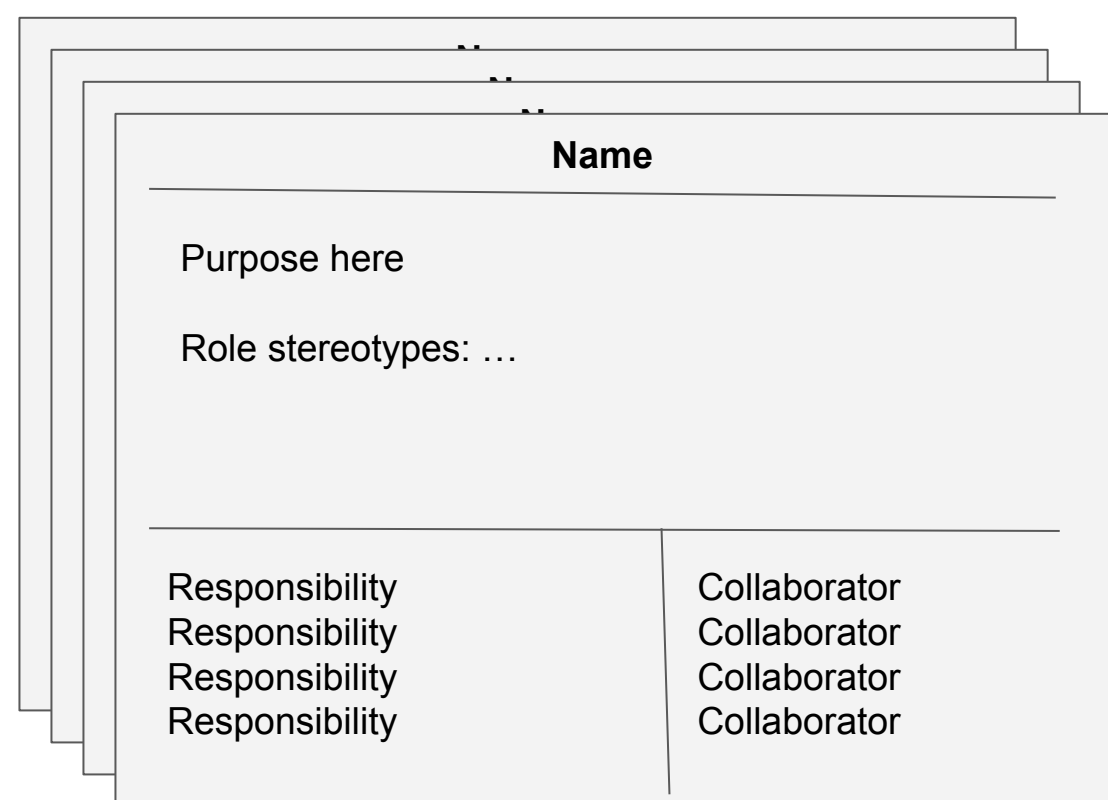 Name
Purpose here
Role stereotypes: …
Responsibility
Responsibility
Responsibility
Responsibility
Collaborator
Collaborator
Collaborator
Collaborator